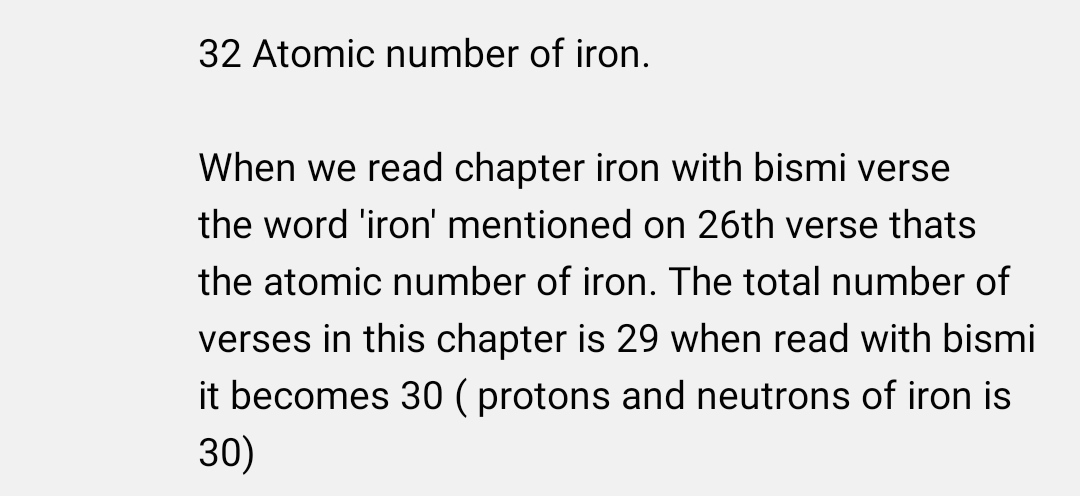 32 Atomic number of iron.
When we read chapter iron with bismi verse
the word 'iron' mentioned on 26th verse thats
the atomic number of iron. The total number of
verses in this chapter is 29 when read with bismi
it becomes 30 ( protons and neutrons of iron is
30)